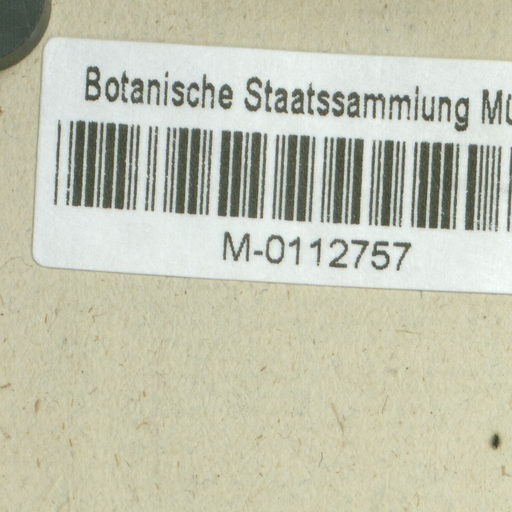 Botanische Staatssammlung Mü
M-0112757